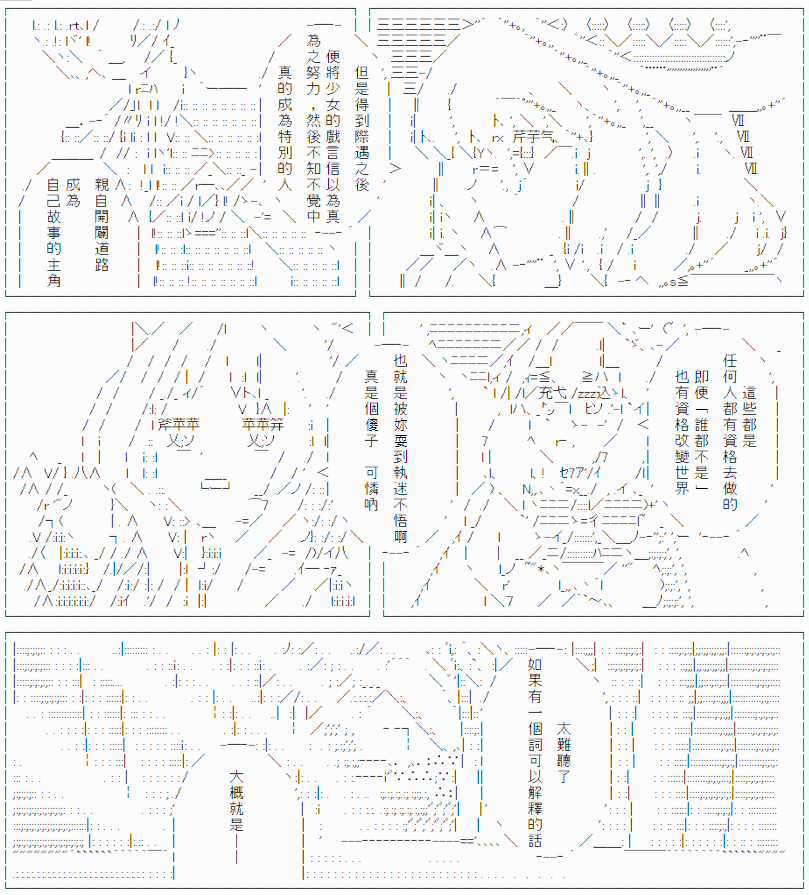 但是得到際遇之後
便將少女的戲言信以為真
為之努力，然後不知不覺中
真的成為特別的人
親自開闢道路
成為
自己故事的主角
這些都是
任何人都有資格去做的
即便「誰都不是」
也有資格改變世界
也就是被妳耍到執迷不悟啊
真是個傻子 可憐吶
太難聽了
如果有一個詞可以解釋的話
大概就是——